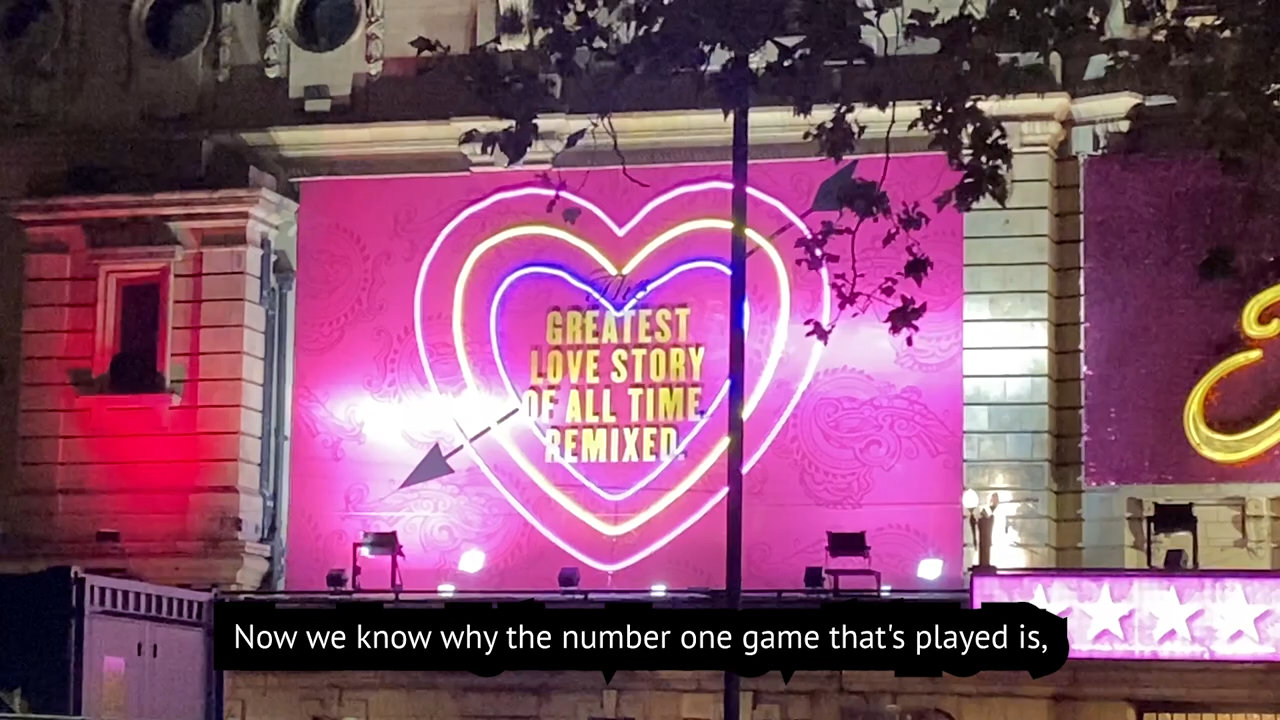 The
GREATEST
LOVE STORY
OF ALL TIME
REMIXED.
Now we know why the number one game that's played is,